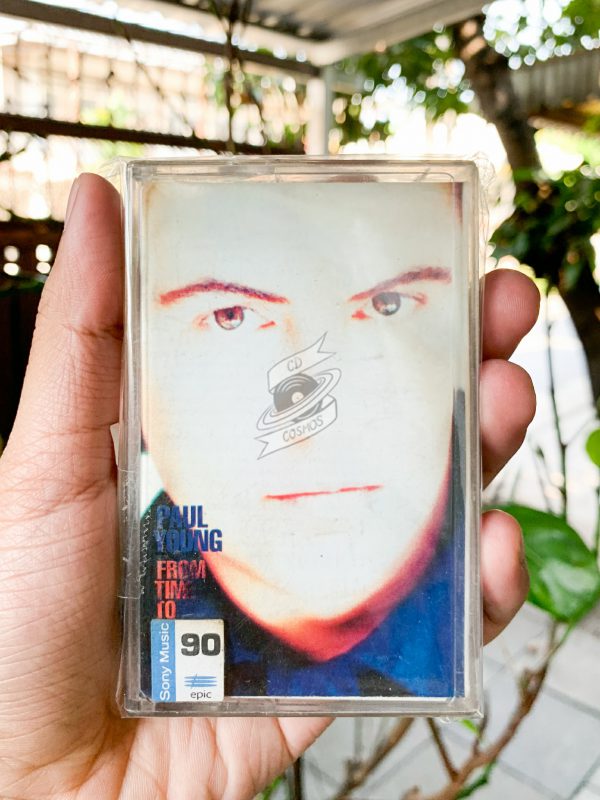 CD
COSMOS
PAUL
YOUNG
FROM
TIME
TO
Sony Music
90
epic